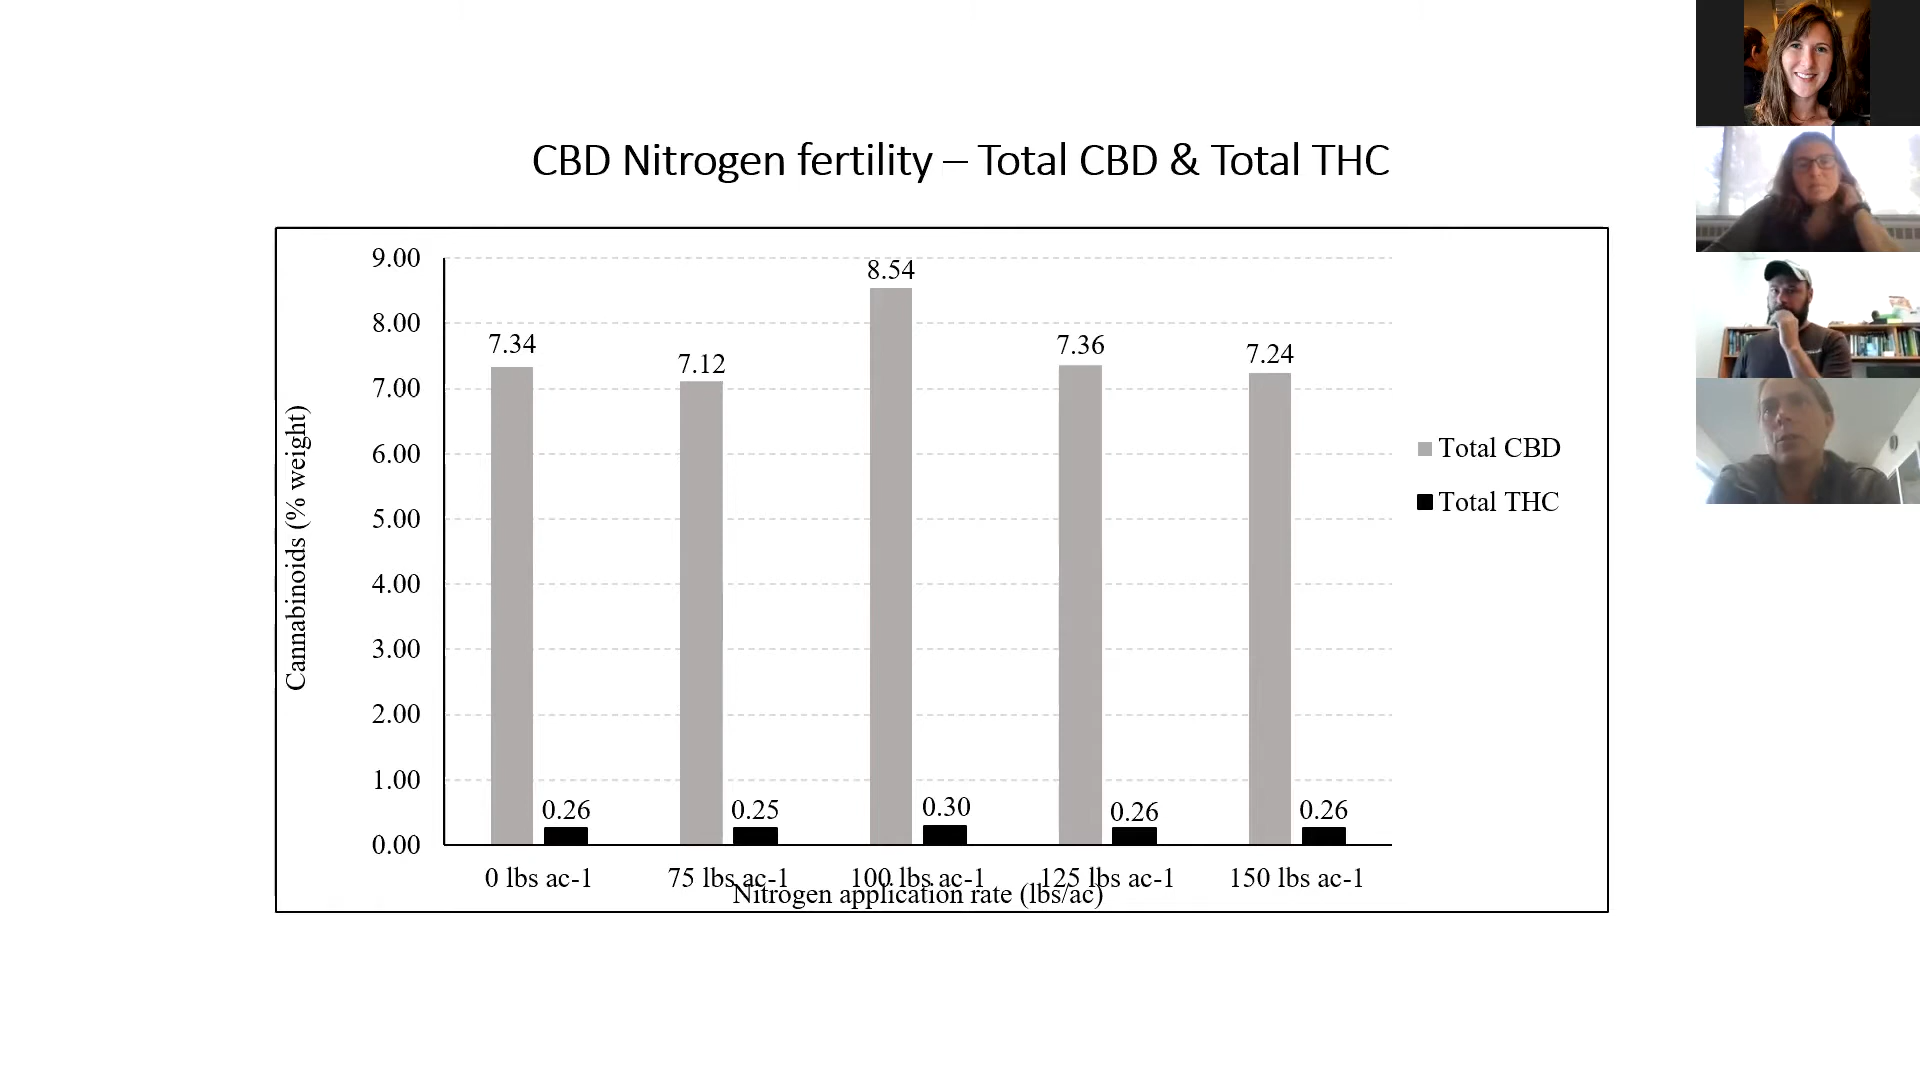 CBD Nitrogen fertility – Total CBD & Total THC
Cannabinoids (% weight)
9.00
8.00
7.00
6.00
5.00
4.00
3.00
2.00
1.00
0.00
7.34
0.26
7.12
0.25
8.54
0.30
7.36
0.26
7.24
0.26
0 lbs ac-1
75 lbs ac-1
100 lbs ac-1
125 lbs ac-1
150 lbs ac-1
Nitrogen application rate (lbs/ac)
Total CBD
Total THC